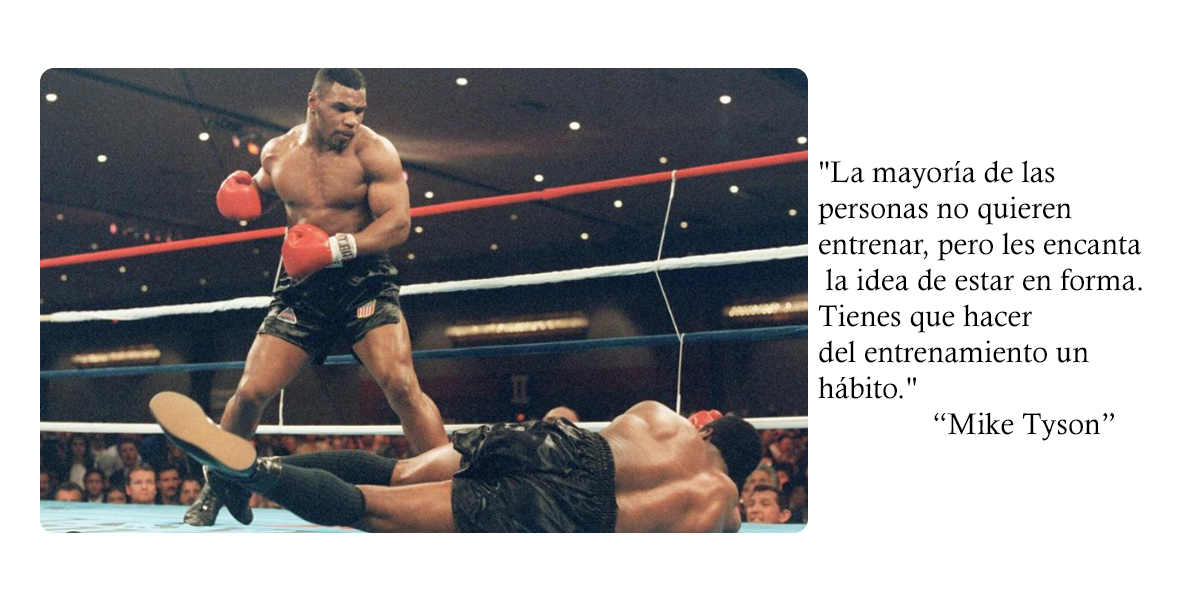 "La mayoría de las
personas no quieren
entrenar, pero les encanta
la idea de estar en forma.
Tienes que hacer
del entrenamiento un
hábito."
“Mike Tyson”